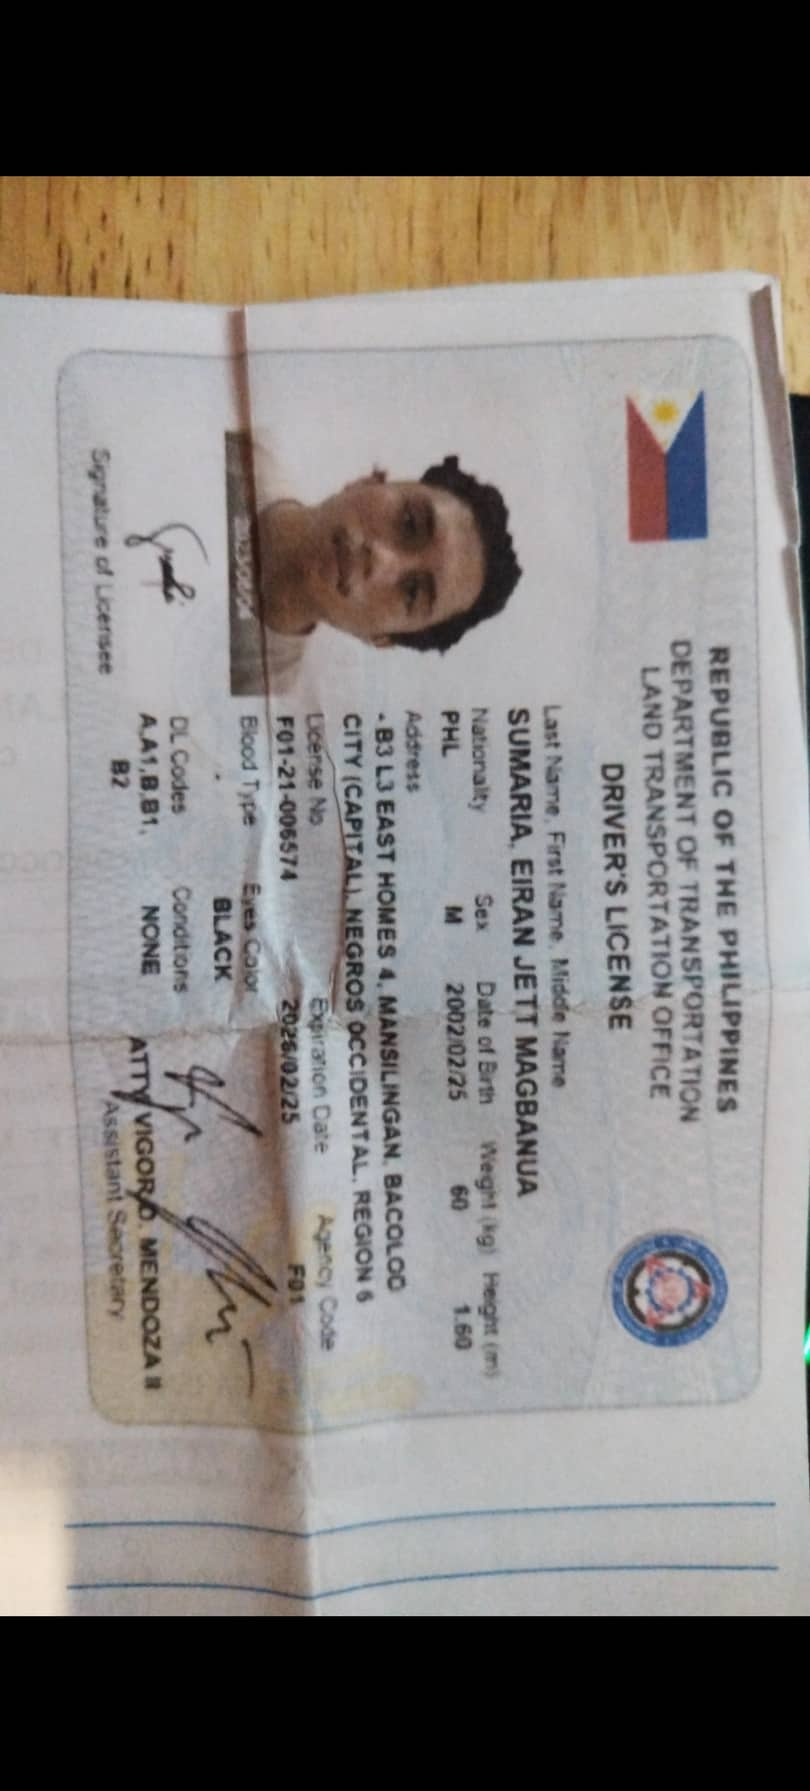 REPUBLIC OF THE PHILIPPINES
DEPARTMENT OF TRANSPORTATION
LAND TRANSPORTATION OFFICE
DRIVER'S LICENSE
Last Name, First Name, Middle Name
SUMARIA, EIRAN JETT MAGBANUA
Nationality Sex Date of Birth Weight (kg) Height (m)
PHL M 2002/02/25 60 1.60
Address
- B3 L3 EAST HOMES 4, MANSILINGAN, BACOLOD
CITY (CAPITAL), NEGROS OCCIDENTAL, REGION 6
License No. Expiration Date Agency Code
F01-21-006574 2026/02/25 F01
Blood Type Eyes Color
BLACK
DL Codes Conditions
A,A1,B,B1, NONE
B2
ATTY VIGOR D. MENDOZA II
Assistant Secretary
Signature of Licensee